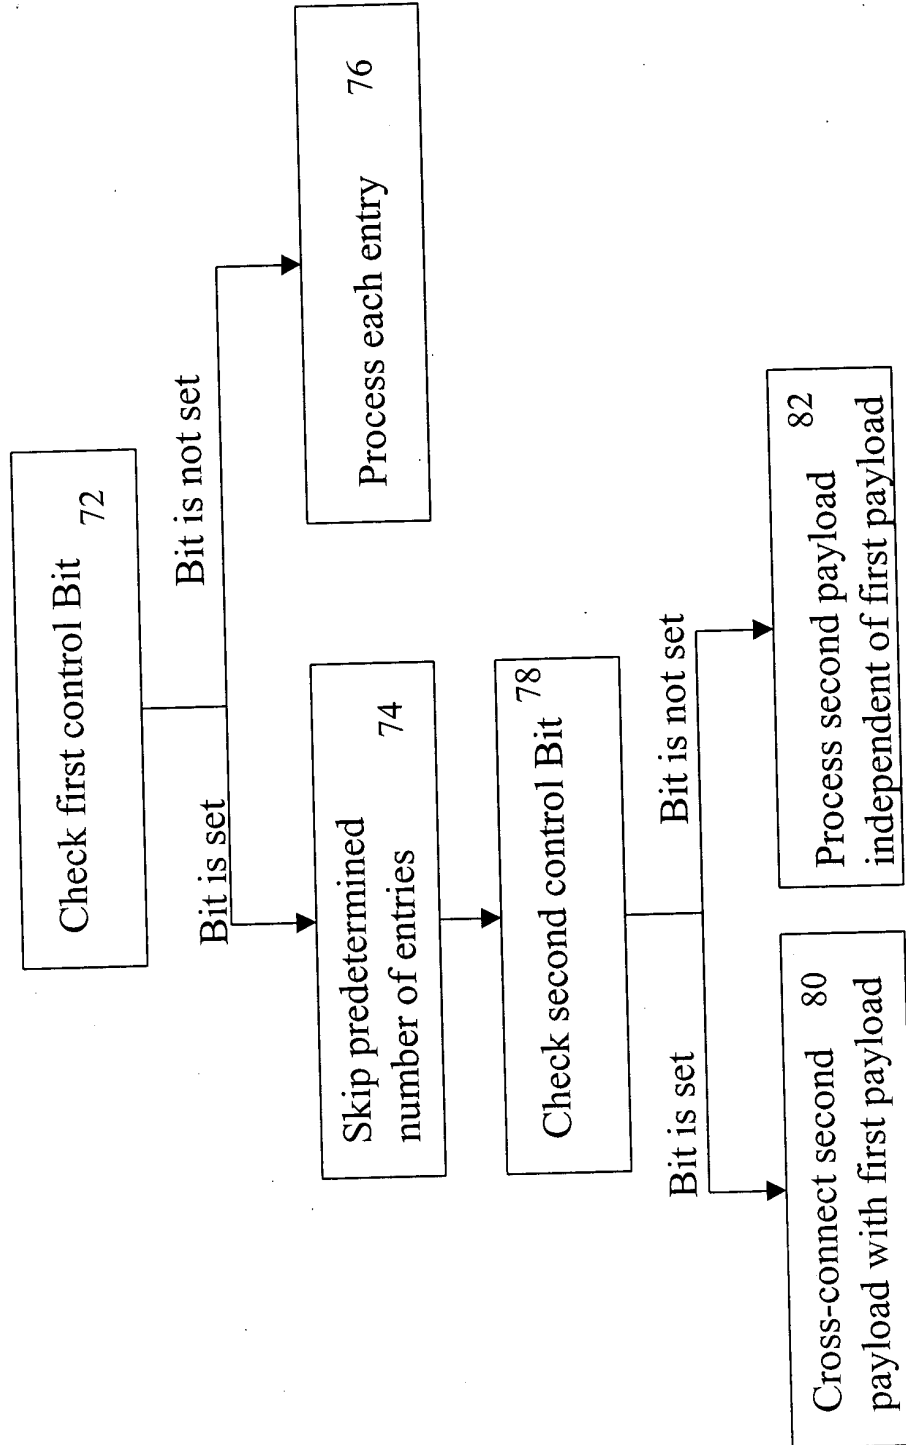 Check first control Bit
72
Bit is set
Bit is not set
Skip predetermined
number of entries
74
Process each entry
76
Check second control Bit
78
Bit is set
Bit is not set
Cross-connect second
payload with first payload
80
Process second payload
independent of first payload
82